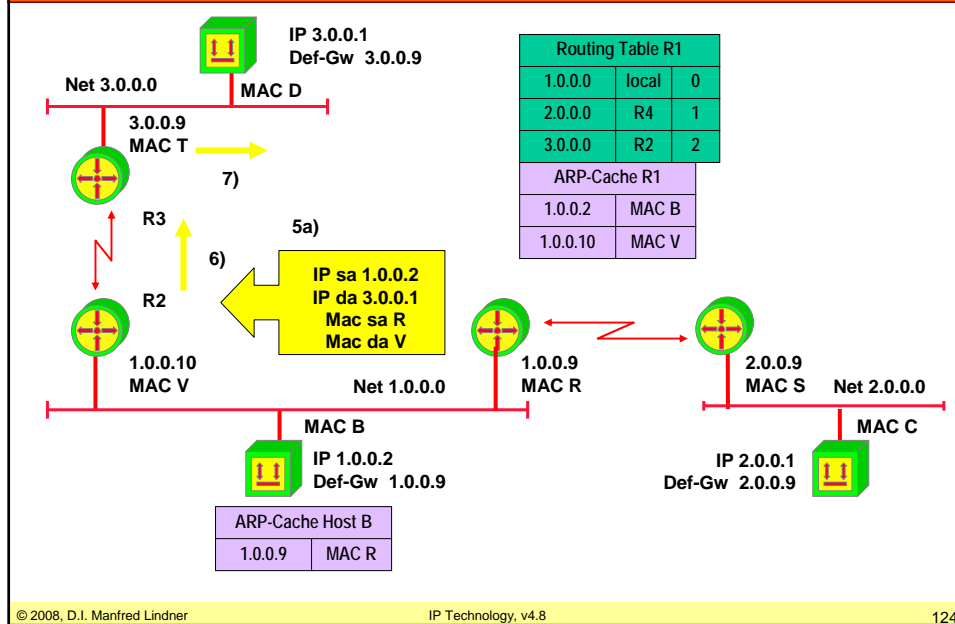 IP 3.0.0.1
Def-Gw 3.0.0.9
Net 3.0.0.0
MAC D
3.0.0.9
MAC T
7)
R3
5a)
6)
IP sa 1.0.0.2
IP da 3.0.0.1
Mac sa R
Mac da V
R2
1.0.0.10
MAC V
Net 1.0.0.0
1.0.0.9
MAC R
2.0.0.9
MAC S
Net 2.0.0.0
MAC B
MAC C
IP 1.0.0.2
Def-Gw 1.0.0.9
IP 2.0.0.1
Def-Gw 2.0.0.9
Routing Table R1
1.0.0.0 local 0
2.0.0.0 R4 1
3.0.0.0 R2 2
ARP-Cache R1
1.0.0.2 MAC B
1.0.0.10 MAC V
ARP-Cache Host B
1.0.0.9 MAC R
© 2008, D.I. Manfred Lindner IP Technology, v4.8 124